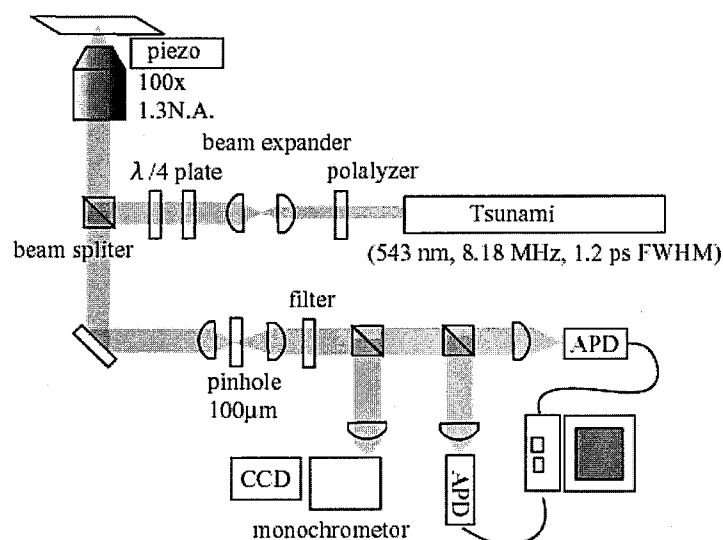 piezo
100x
1.3N.A.
beam expander
λ/4 plate
polalyzer
Tsunami
beam spliter
(543 nm, 8.18 MHz, 1.2 ps FWHM)
filter
pinhole
100μm
APD
CCD
APD
monochrometor